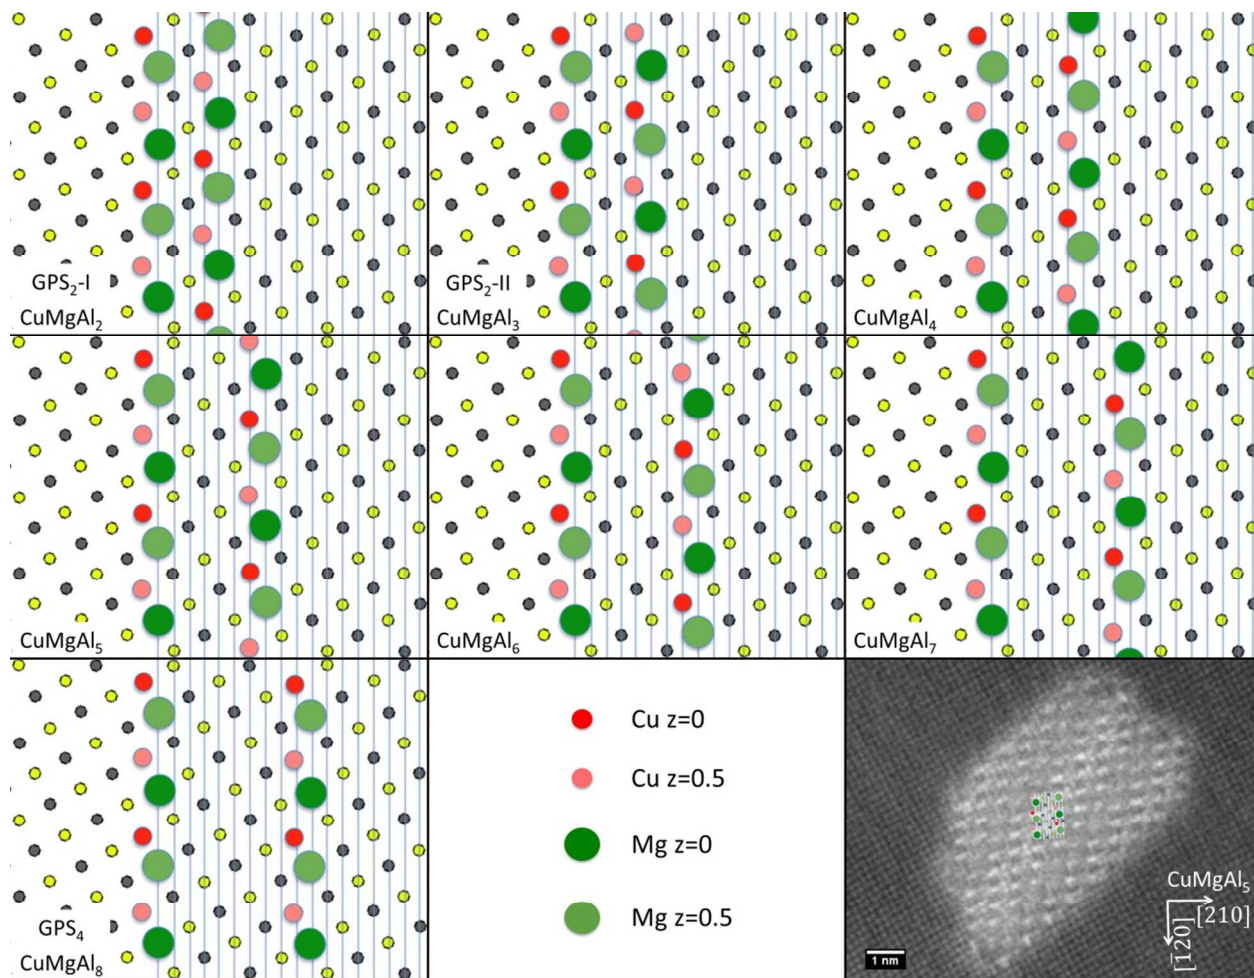 GPS₂-I
CuMgAl₂
GPS₂-II
CuMgAl₃
CuMgAl₄
CuMgAl₅
CuMgAl₆
CuMgAl₇
GPS₄
CuMgAl₈
Cu z=0
Cu z=0.5
Mg z=0
Mg z=0.5
CuMgAl₅
[210]
[1̄20]
1 nm